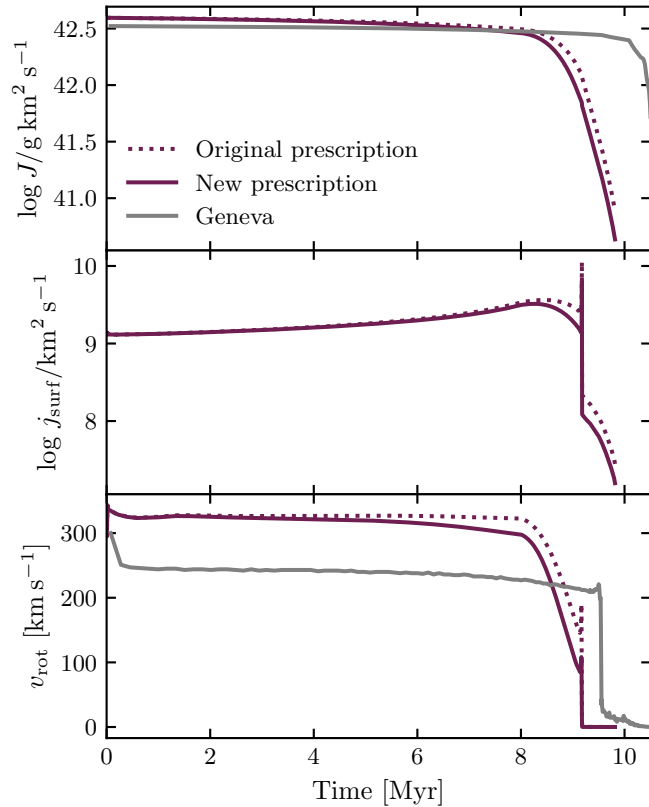 42.5
42.0
41.5
41.0
log J/g km² s⁻¹
Original prescription
New prescription
Geneva
10
9
8
log j_surf/km² s⁻¹
300
200
100
0
v_rot [km s⁻¹]
0 2 4 6 8 10
Time [Myr]